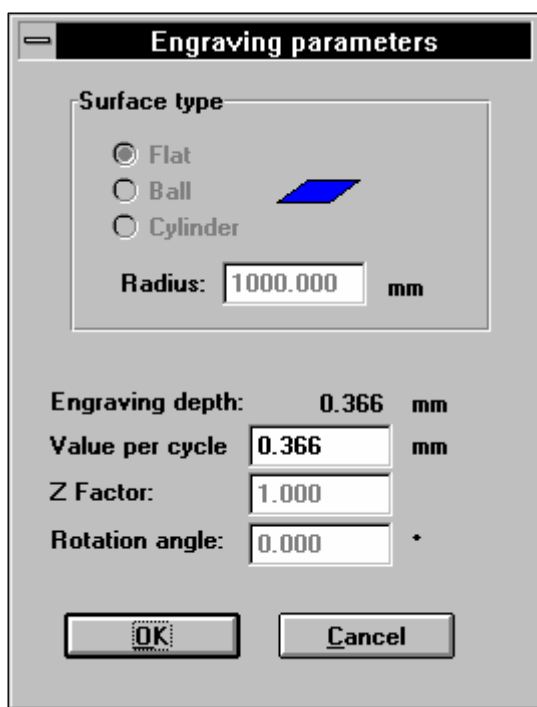 Engraving parameters
Surface type
Flat
Ball
Cylinder
Radius: 1000.000 mm
Engraving depth: 0.366 mm
Value per cycle 0.366 mm
Z Factor: 1.000
Rotation angle: 0.000 °
OK Cancel